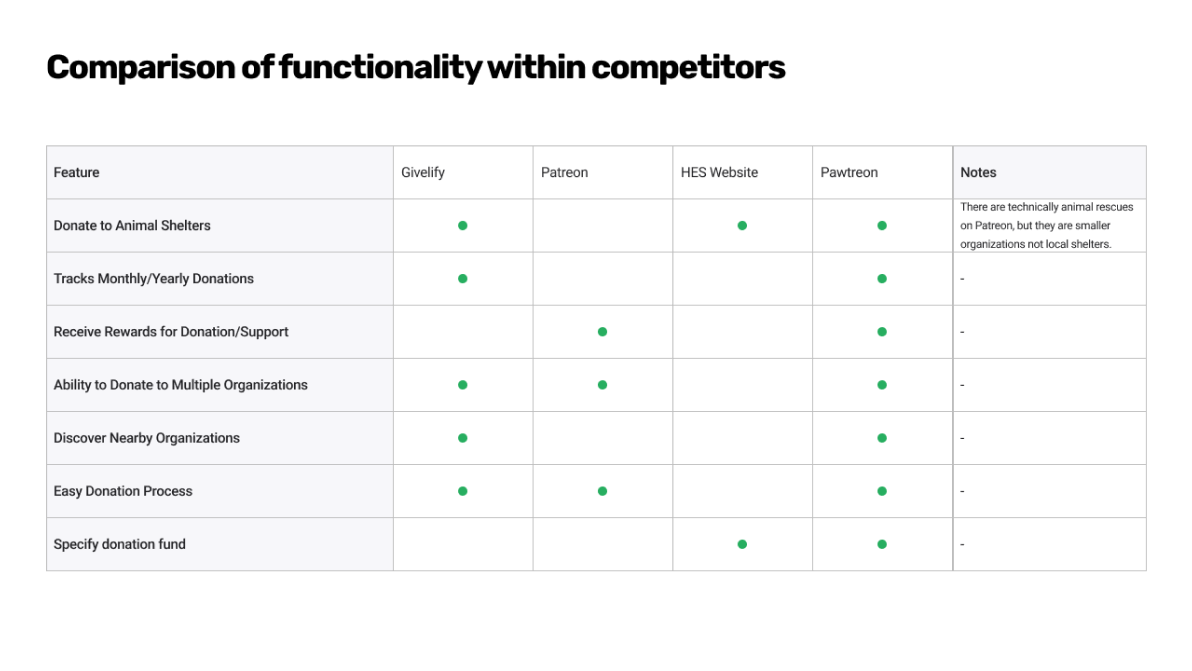 Comparison of functionality within competitors
Feature Givelify Patreon HES Website Pawtreon Notes
Donate to Animal Shelters
There are technically animal rescues
on Patreon, but they are smaller
organizations not local shelters.
Tracks Monthly/Yearly Donations -
Receive Rewards for Donation/Support -
Ability to Donate to Multiple Organizations -
Discover Nearby Organizations -
Easy Donation Process -
Specify donation fund -